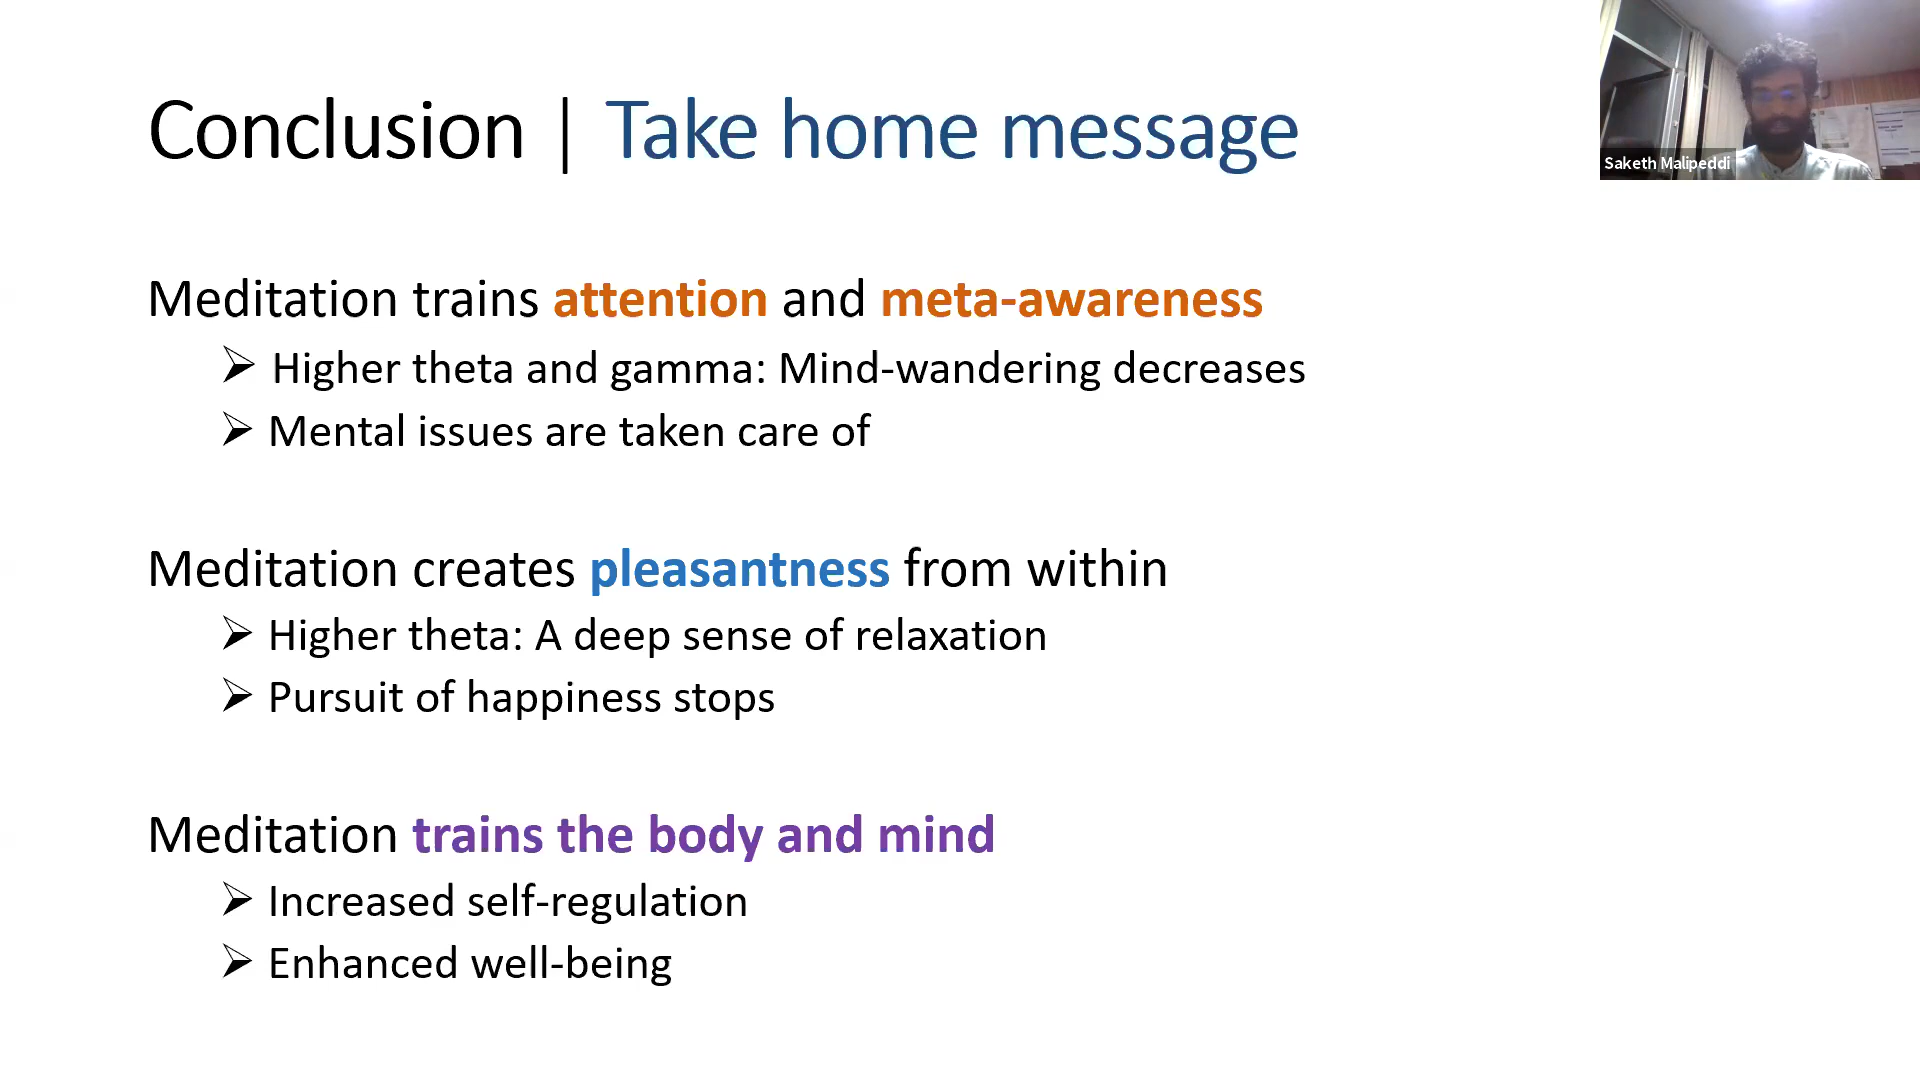 Conclusion | Take home message
Saketh Malipeddi
Meditation trains attention and meta-awareness
➢ Higher theta and gamma: Mind-wandering decreases
➢ Mental issues are taken care of
Meditation creates pleasantness from within
➢ Higher theta: A deep sense of relaxation
➢ Pursuit of happiness stops
Meditation trains the body and mind
➢ Increased self-regulation
➢ Enhanced well-being